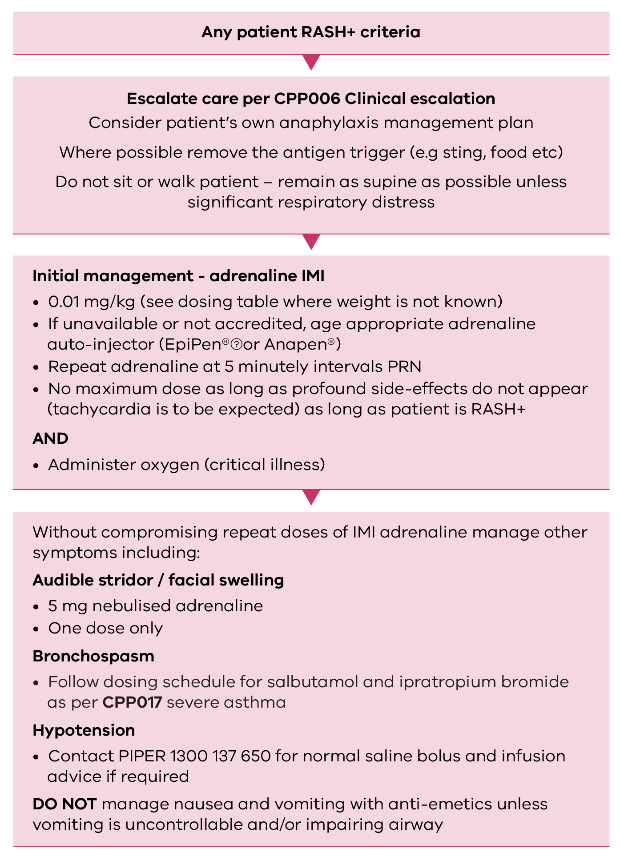 Any patient RASH+ criteria
Escalate care per CPP006 Clinical escalation
Consider patient's own anaphylaxis management plan
Where possible remove the antigen trigger (e.g sting, food etc)
Do not sit or walk patient – remain as supine as possible unless
significant respiratory distress
Initial management - adrenaline IMI
• 0.01 mg/kg (see dosing table where weight is not known)
• If unavailable or not accredited, age appropriate adrenaline
auto-injector (EpiPen®?or Anapen®)
• Repeat adrenaline at 5 minutely intervals PRN
• No maximum dose as long as profound side-effects do not appear
(tachycardia is to be expected) as long as patient is RASH+
AND
• Administer oxygen (critical illness)
Without compromising repeat doses of IMI adrenaline manage other
symptoms including:
Audible stridor / facial swelling
• 5 mg nebulised adrenaline
• One dose only
Bronchospasm
• Follow dosing schedule for salbutamol and ipratropium bromide
as per CPP017 severe asthma
Hypotension
• Contact PIPER 1300 137 650 for normal saline bolus and infusion
advice if required
DO NOT manage nausea and vomiting with anti-emetics unless
vomiting is uncontrollable and/or impairing airway